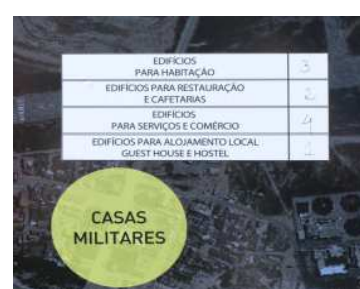 EDIFÍCIOS
PARA HABITAÇÃO 3
EDIFÍCIOS PARA RESTAURAÇÃO
E CAFETARIAS 2
EDIFÍCIOS
PARA SERVIÇOS E COMÉRCIO 4
EDIFÍCIOS PARA ALOJAMENTO LOCAL
GUEST HOUSE E HOSTEL 1
CASAS
MILITARES